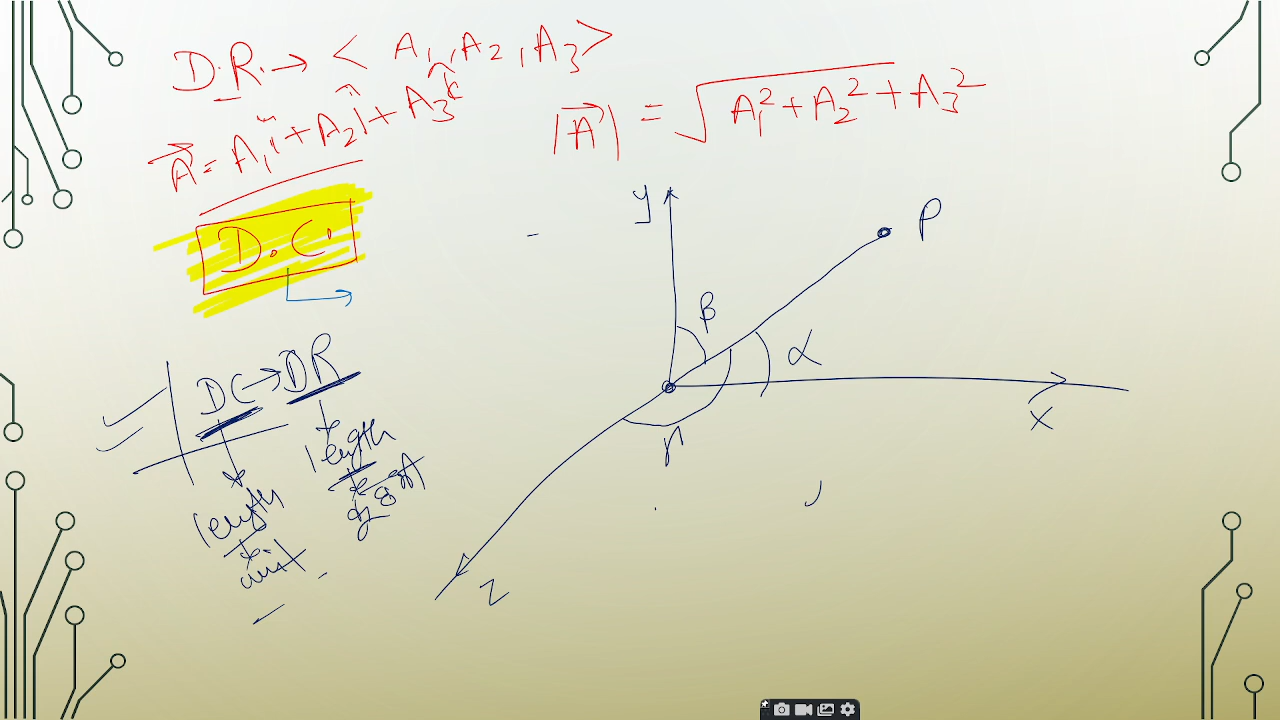 D.R. → < A₁, A₂, A₃>
A⃗ = A₁î + A₂ĵ + A₃k̂
|A⃗| = √A₁² + A₂² + A₃²
D.C.
DC → DR
length
length
unit
y
P
β
α
x
γ
z